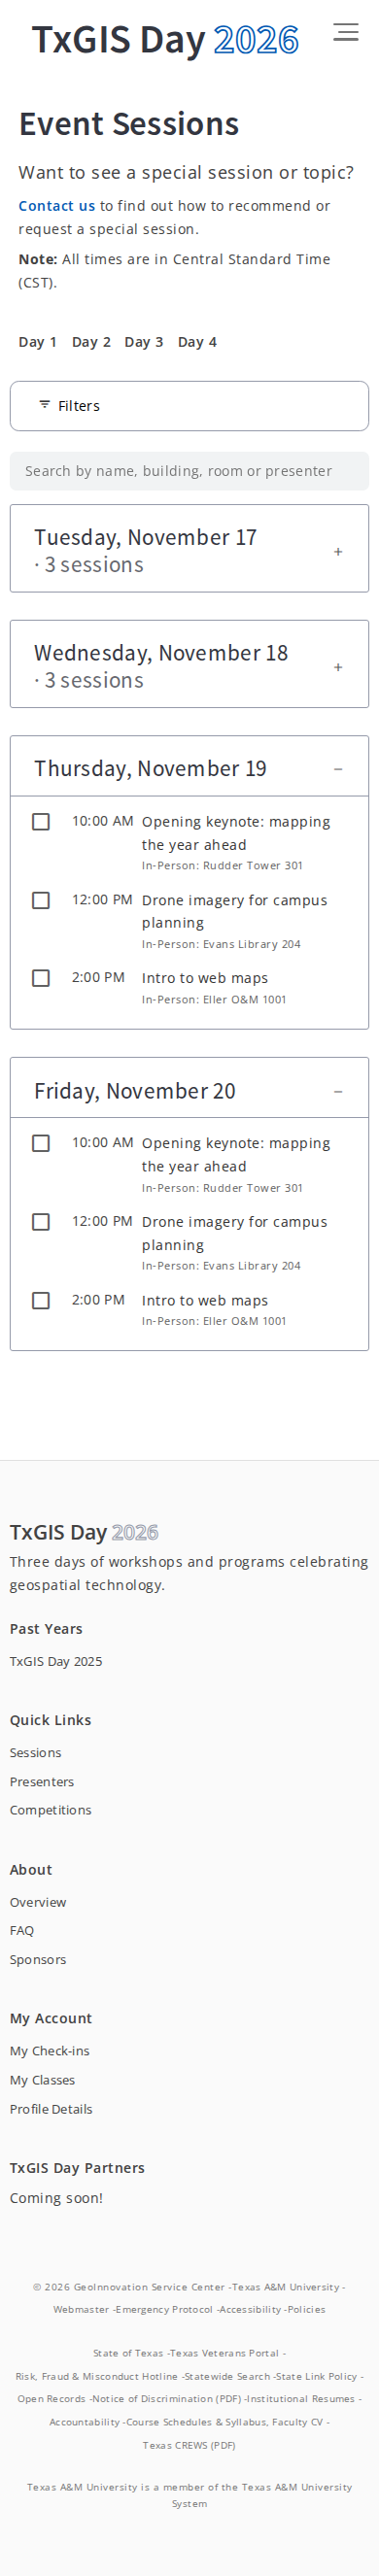 TxGIS Day 2026
Event Sessions
Want to see a special session or topic?
Contact us to find out how to recommend or
request a special session.
Note: All times are in Central Standard Time
(CST).
Day 1 Day 2 Day 3 Day 4
Filters
Search by name, building, room or presenter
Tuesday, November 17
· 3 sessions
+
Wednesday, November 18
· 3 sessions
+
Thursday, November 19 −
10:00 AM Opening keynote: mapping
the year ahead
In-Person: Rudder Tower 301
12:00 PM Drone imagery for campus
planning
In-Person: Evans Library 204
2:00 PM Intro to web maps
In-Person: Eller O&M 1001
Friday, November 20 −
10:00 AM Opening keynote: mapping
the year ahead
In-Person: Rudder Tower 301
12:00 PM Drone imagery for campus
planning
In-Person: Evans Library 204
2:00 PM Intro to web maps
In-Person: Eller O&M 1001
TxGIS Day 2026
Three days of workshops and programs celebrating
geospatial technology.
Past Years
TxGIS Day 2025
Quick Links
Sessions
Presenters
Competitions
About
Overview
FAQ
Sponsors
My Account
My Check-ins
My Classes
Profile Details
TxGIS Day Partners
Coming soon!
© 2026 GeoInnovation Service Center -Texas A&M University -
Webmaster -Emergency Protocol -Accessibility -Policies
State of Texas -Texas Veterans Portal -
Risk, Fraud & Misconduct Hotline -Statewide Search -State Link Policy -
Open Records -Notice of Discrimination (PDF) -Institutional Resumes -
Accountability -Course Schedules & Syllabus, Faculty CV -
Texas CREWS (PDF)
Texas A&M University is a member of the Texas A&M University
System